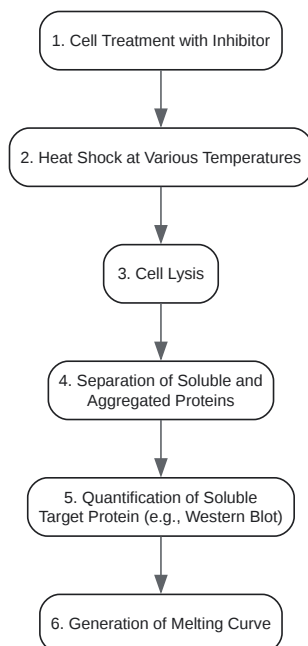 1. Cell Treatment with Inhibitor
2. Heat Shock at Various Temperatures
3. Cell Lysis
4. Separation of Soluble and
Aggregated Proteins
5. Quantification of Soluble
Target Protein (e.g., Western Blot)
6. Generation of Melting Curve